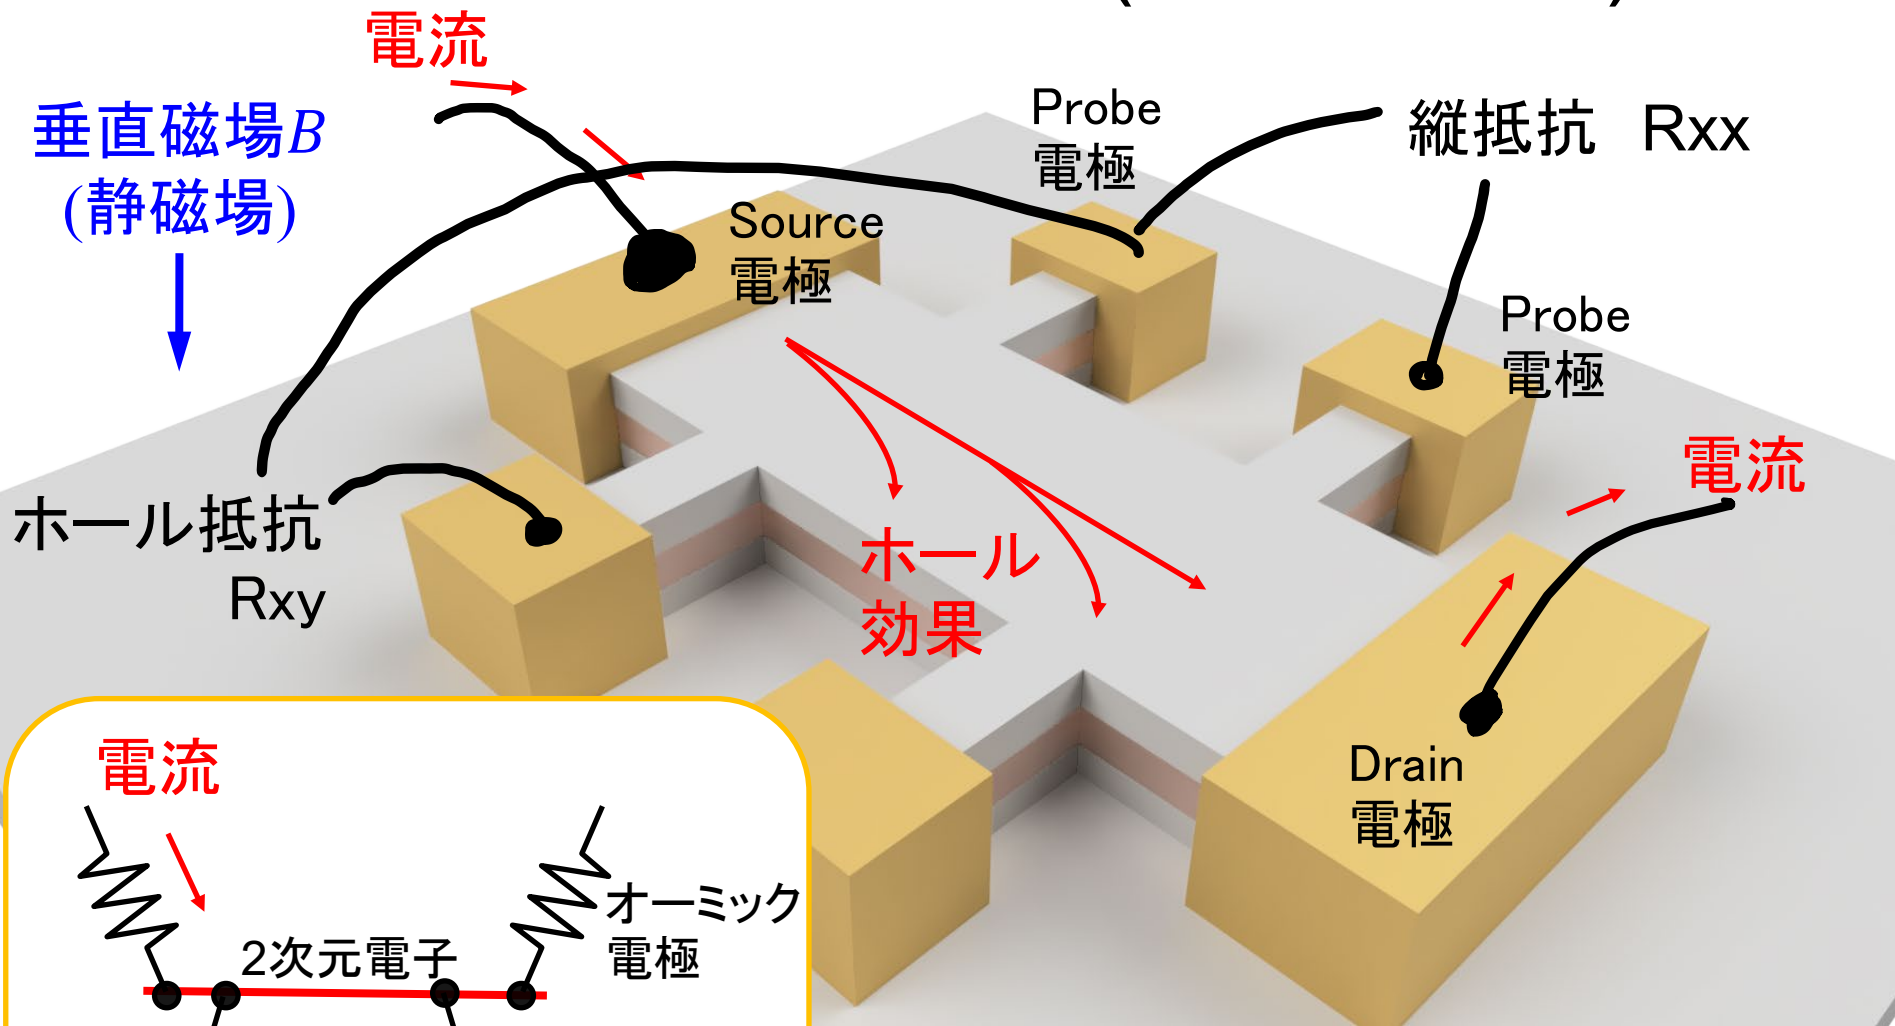 電流
垂直磁場B
(静磁場)
Probe
電極
縦抵抗 Rxx
Source
電極
Probe
電極
電流
ホール抵抗
Rxy
ホール
効果
Drain
電極
電流
オーミック
電極
2次元電子